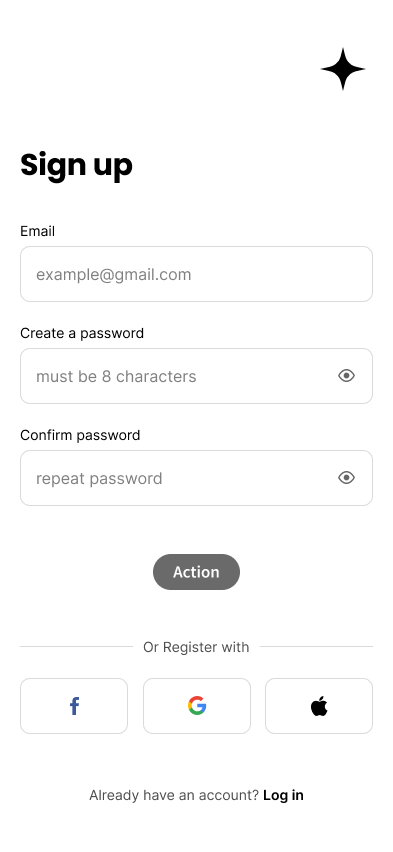 Sign up
Email
example@gmail.com
Create a password
must be 8 characters
Confirm password
repeat password
Action
Or Register with
Already have an account? Log in